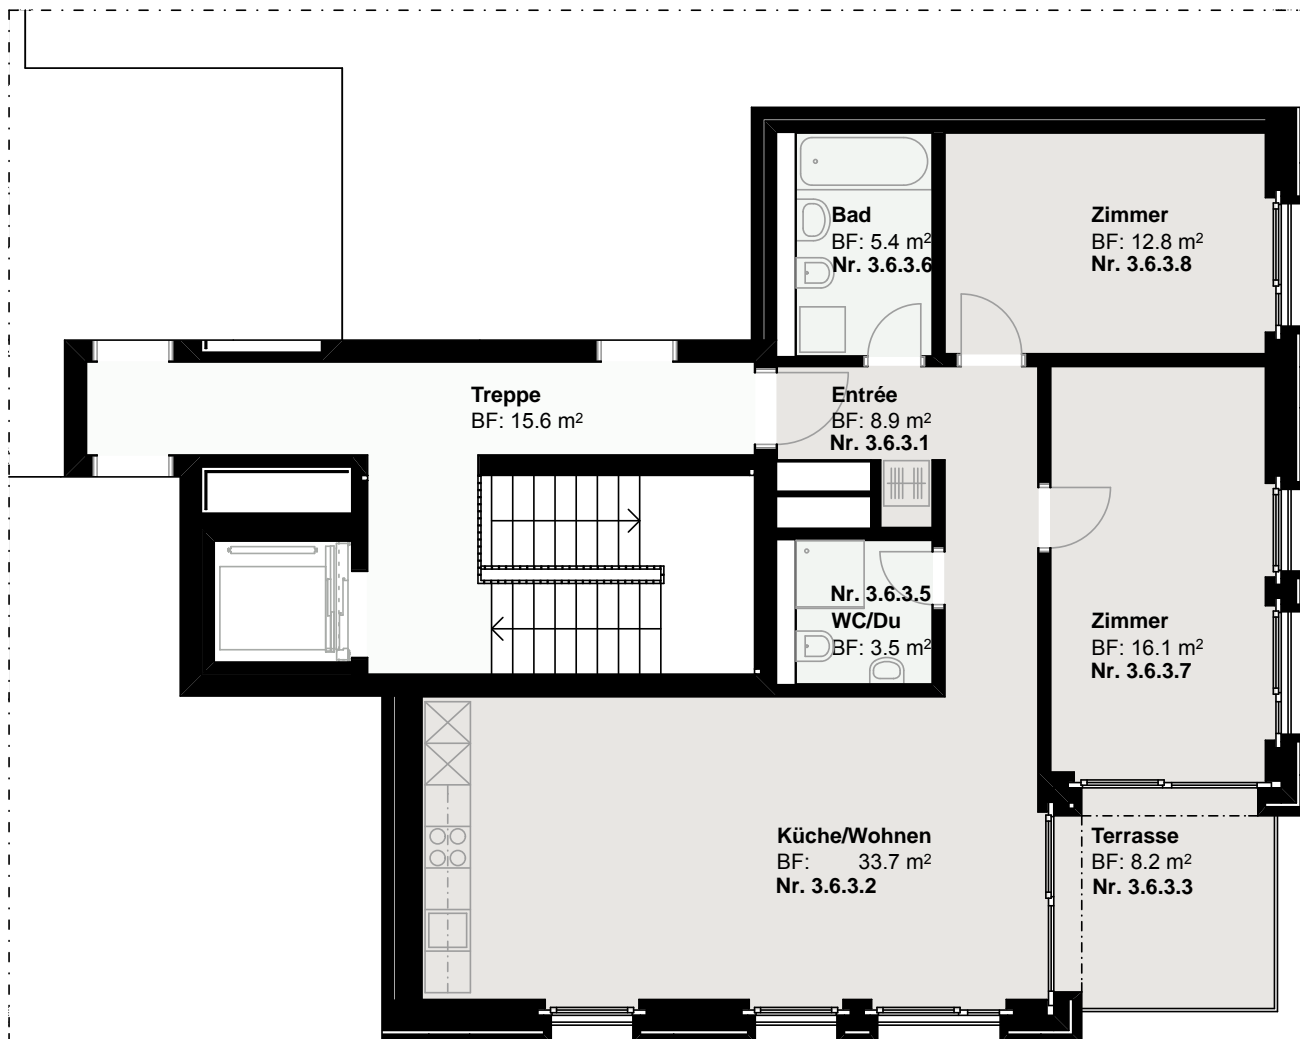 Bad
BF: 5.4 m²
Nr. 3.6.3.6
Zimmer
BF: 12.8 m²
Nr. 3.6.3.8
Treppe
BF: 15.6 m²
Entrée
BF: 8.9 m²
Nr. 3.6.3.1
Nr. 3.6.3.5
WC/Du
BF: 3.5 m²
Zimmer
BF: 16.1 m²
Nr. 3.6.3.7
Küche/Wohnen
BF: 33.7 m²
Nr. 3.6.3.2
Terrasse
BF: 8.2 m²
Nr. 3.6.3.3